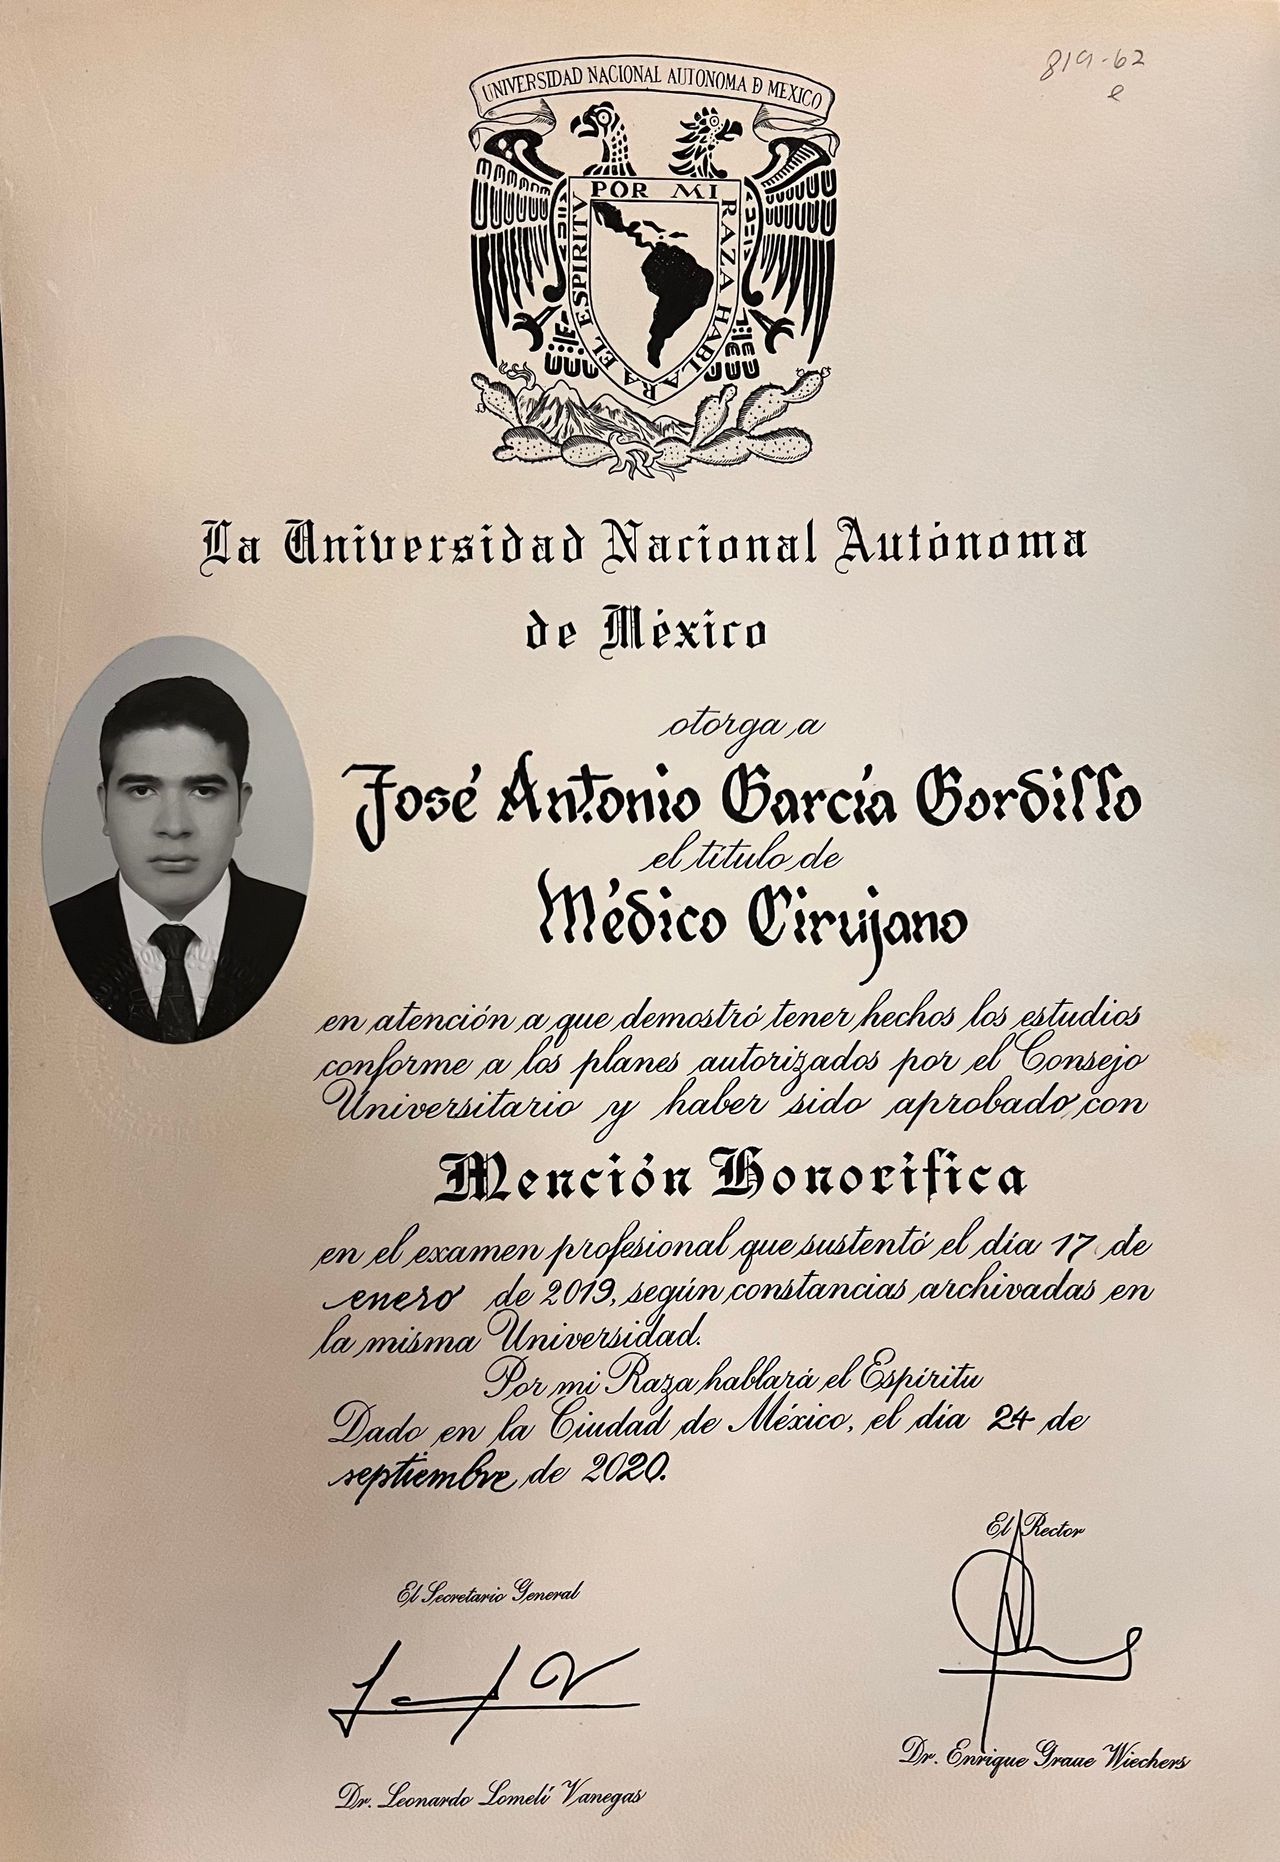 819-62
e
UNIVERSIDAD NACIONAL AUTONOMA D MEXICO
POR MI RAZA HABLARA EL ESPIRITV
La Universidad Nacional Autónoma
de México
otorga a
José Antonio García Gordillo
el título de
Médico Cirujano
en atención a que demostró tener hechos los estudios
conforme a los planes autorizados por el Consejo
Universitario y haber sido aprobado con
Mención Honorífica
en el examen profesional que sustentó el día 17 de
enero de 2019, según constancias archivadas en
la misma Universidad.
Por mi Raza hablará el Espíritu
Dado en la Ciudad de México, el día 24 de
septiembre de 2020.
El Rector
El Secretario General
Dr. Enrique Graue Wiechers
Dr. Leonardo Lomelí Vanegas